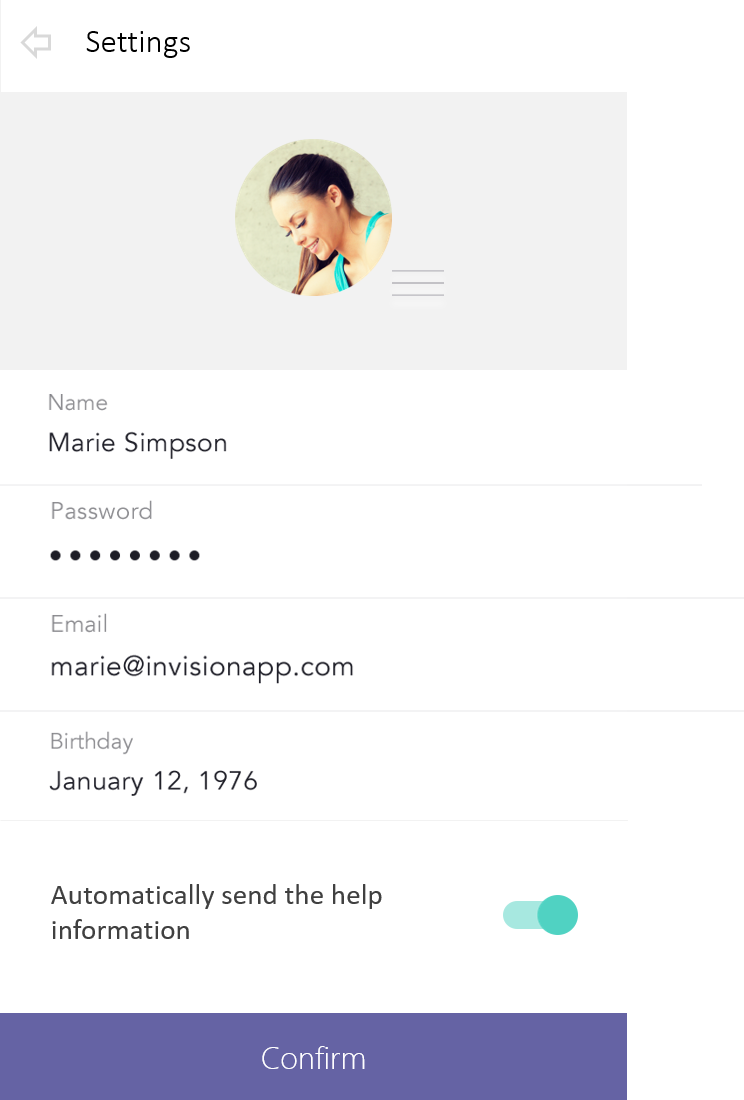 Settings
Name
Marie Simpson
Password
••••••••
Email
marie@invisionapp.com
Birthday
January 12, 1976
Automatically send the help
information
Confirm